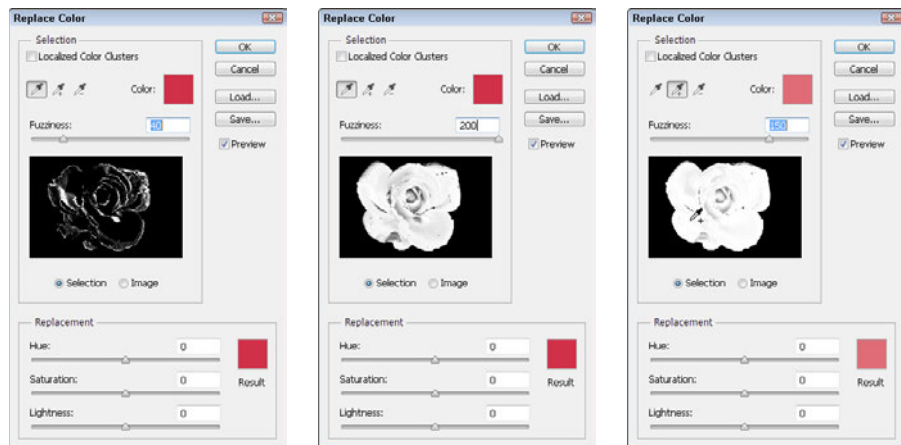 Replace Color
Selection
Localized Color Clusters
Color:
Fuzziness:
40
Selection
Image
OK
Cancel
Load...
Save...
Preview
Replacement
Hue:
0
Saturation:
0
Lightness:
0
Result
Replace Color
Selection
Localized Color Clusters
Color:
Fuzziness:
200
Selection
Image
OK
Cancel
Load...
Save...
Preview
Replacement
Hue:
0
Saturation:
0
Lightness:
0
Result
Replace Color
Selection
Localized Color Clusters
Color:
Fuzziness:
150
Selection
Image
OK
Cancel
Load...
Save...
Preview
Replacement
Hue:
0
Saturation:
0
Lightness:
0
Result